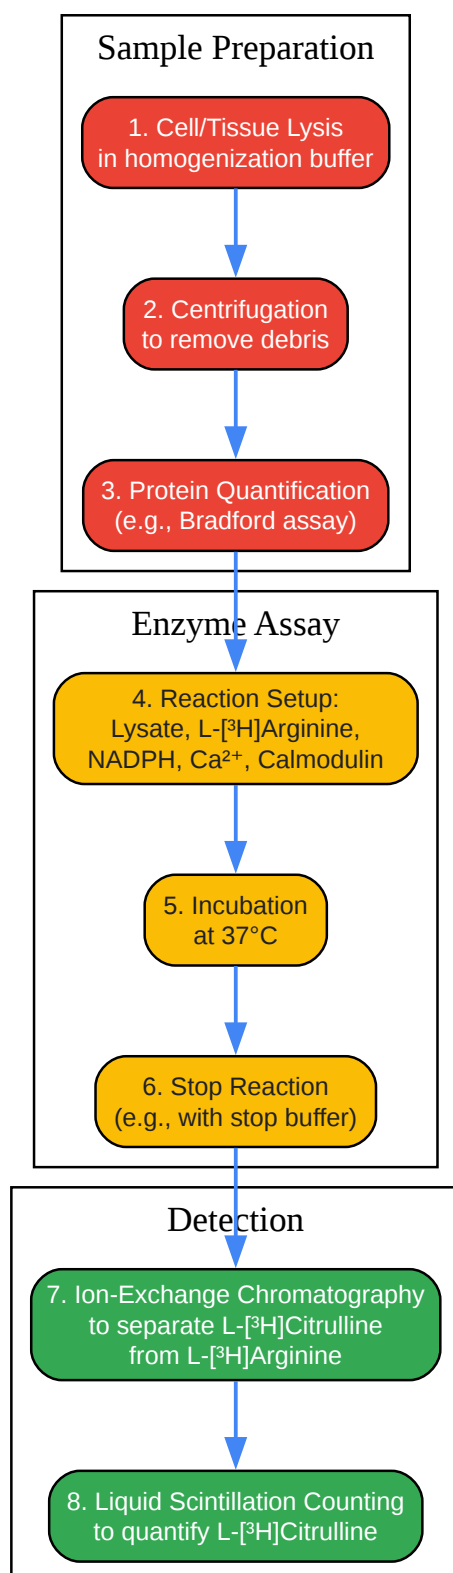 Sample Preparation
1. Cell/Tissue Lysis
in homogenization buffer
2. Centrifugation
to remove debris
3. Protein Quantification
(e.g., Bradford assay)
Enzyme Assay
4. Reaction Setup:
Lysate, L-[³H]Arginine,
NADPH, Ca²⁺, Calmodulin
5. Incubation
at 37°C
6. Stop Reaction
(e.g., with stop buffer)
Detection
7. Ion-Exchange Chromatography
to separate L-[³H]Citrulline
from L-[³H]Arginine
8. Liquid Scintillation Counting
to quantify L-[³H]Citrulline